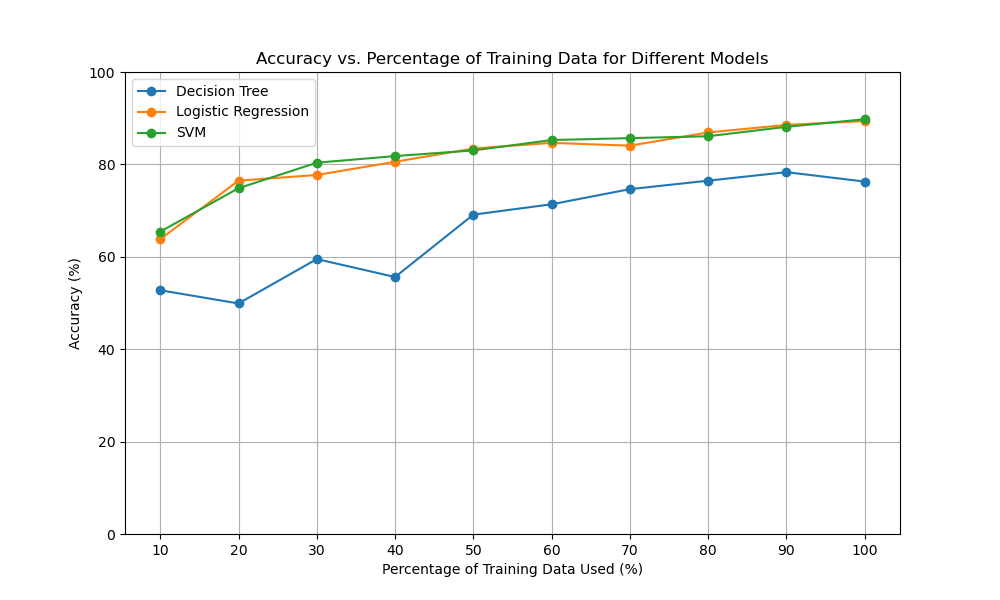 Accuracy vs. Percentage of Training Data for Different Models
Decision Tree
Logistic Regression
SVM
Accuracy (%)
100
80
60
40
20
0
10 20 30 40 50 60 70 80 90 100
Percentage of Training Data Used (%)